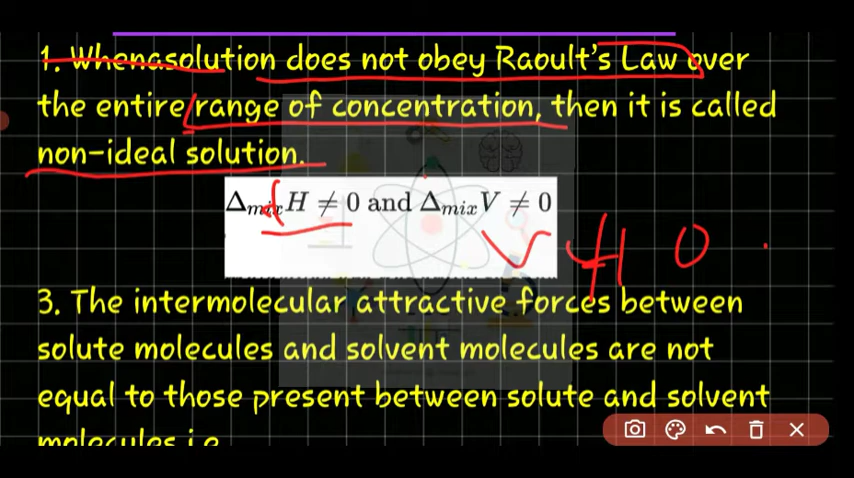 1. Whenasolution does not obey Raoult's Law over
the entire range of concentration, then it is called
non-ideal solution.
ΔmixH ≠ 0 and ΔmixV ≠ 0
V H 0
3. The intermolecular attractive forces between
solute molecules and solvent molecules are not
equal to those present between solute and solvent
molecules i.e